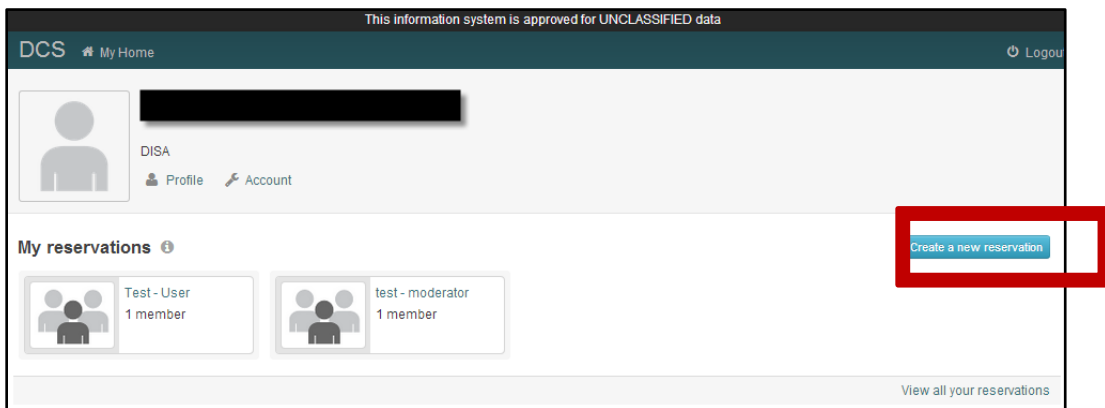 This information system is approved for UNCLASSIFIED data
DCS My Home Logou
DISA
Profile Account
My reservations Create a new reservation
Test - User test - moderator
1 member 1 member
View all your reservations